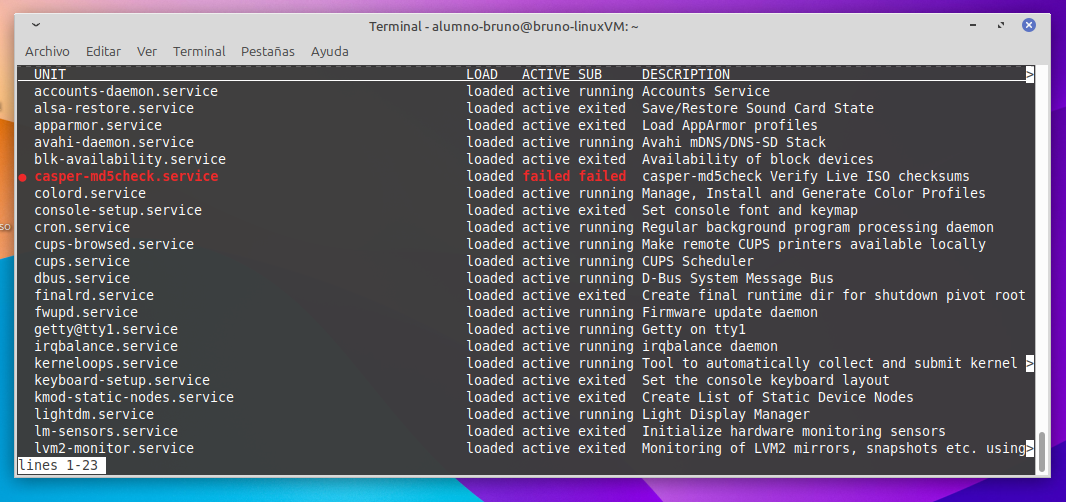 Terminal - alumno-bruno@bruno-linuxVM: ~
Archivo Editar Ver Terminal Pestañas Ayuda
UNIT LOAD ACTIVE SUB DESCRIPTION >
accounts-daemon.service loaded active running Accounts Service
alsa-restore.service loaded active exited Save/Restore Sound Card State
apparmor.service loaded active exited Load AppArmor profiles
avahi-daemon.service loaded active running Avahi mDNS/DNS-SD Stack
blk-availability.service loaded active exited Availability of block devices
● casper-md5check.service loaded failed failed casper-md5check Verify Live ISO checksums
colord.service loaded active running Manage, Install and Generate Color Profiles
console-setup.service loaded active exited Set console font and keymap
cron.service loaded active running Regular background program processing daemon
cups-browsed.service loaded active running Make remote CUPS printers available locally
cups.service loaded active running CUPS Scheduler
dbus.service loaded active running D-Bus System Message Bus
finalrd.service loaded active exited Create final runtime dir for shutdown pivot root
fwupd.service loaded active running Firmware update daemon
getty@tty1.service loaded active running Getty on tty1
irqbalance.service loaded active running irqbalance daemon
kerneloops.service loaded active running Tool to automatically collect and submit kernel >
keyboard-setup.service loaded active exited Set the console keyboard layout
kmod-static-nodes.service loaded active exited Create List of Static Device Nodes
lightdm.service loaded active running Light Display Manager
lm-sensors.service loaded active exited Initialize hardware monitoring sensors
lvm2-monitor.service loaded active exited Monitoring of LVM2 mirrors, snapshots etc. using>
lines 1-23
so